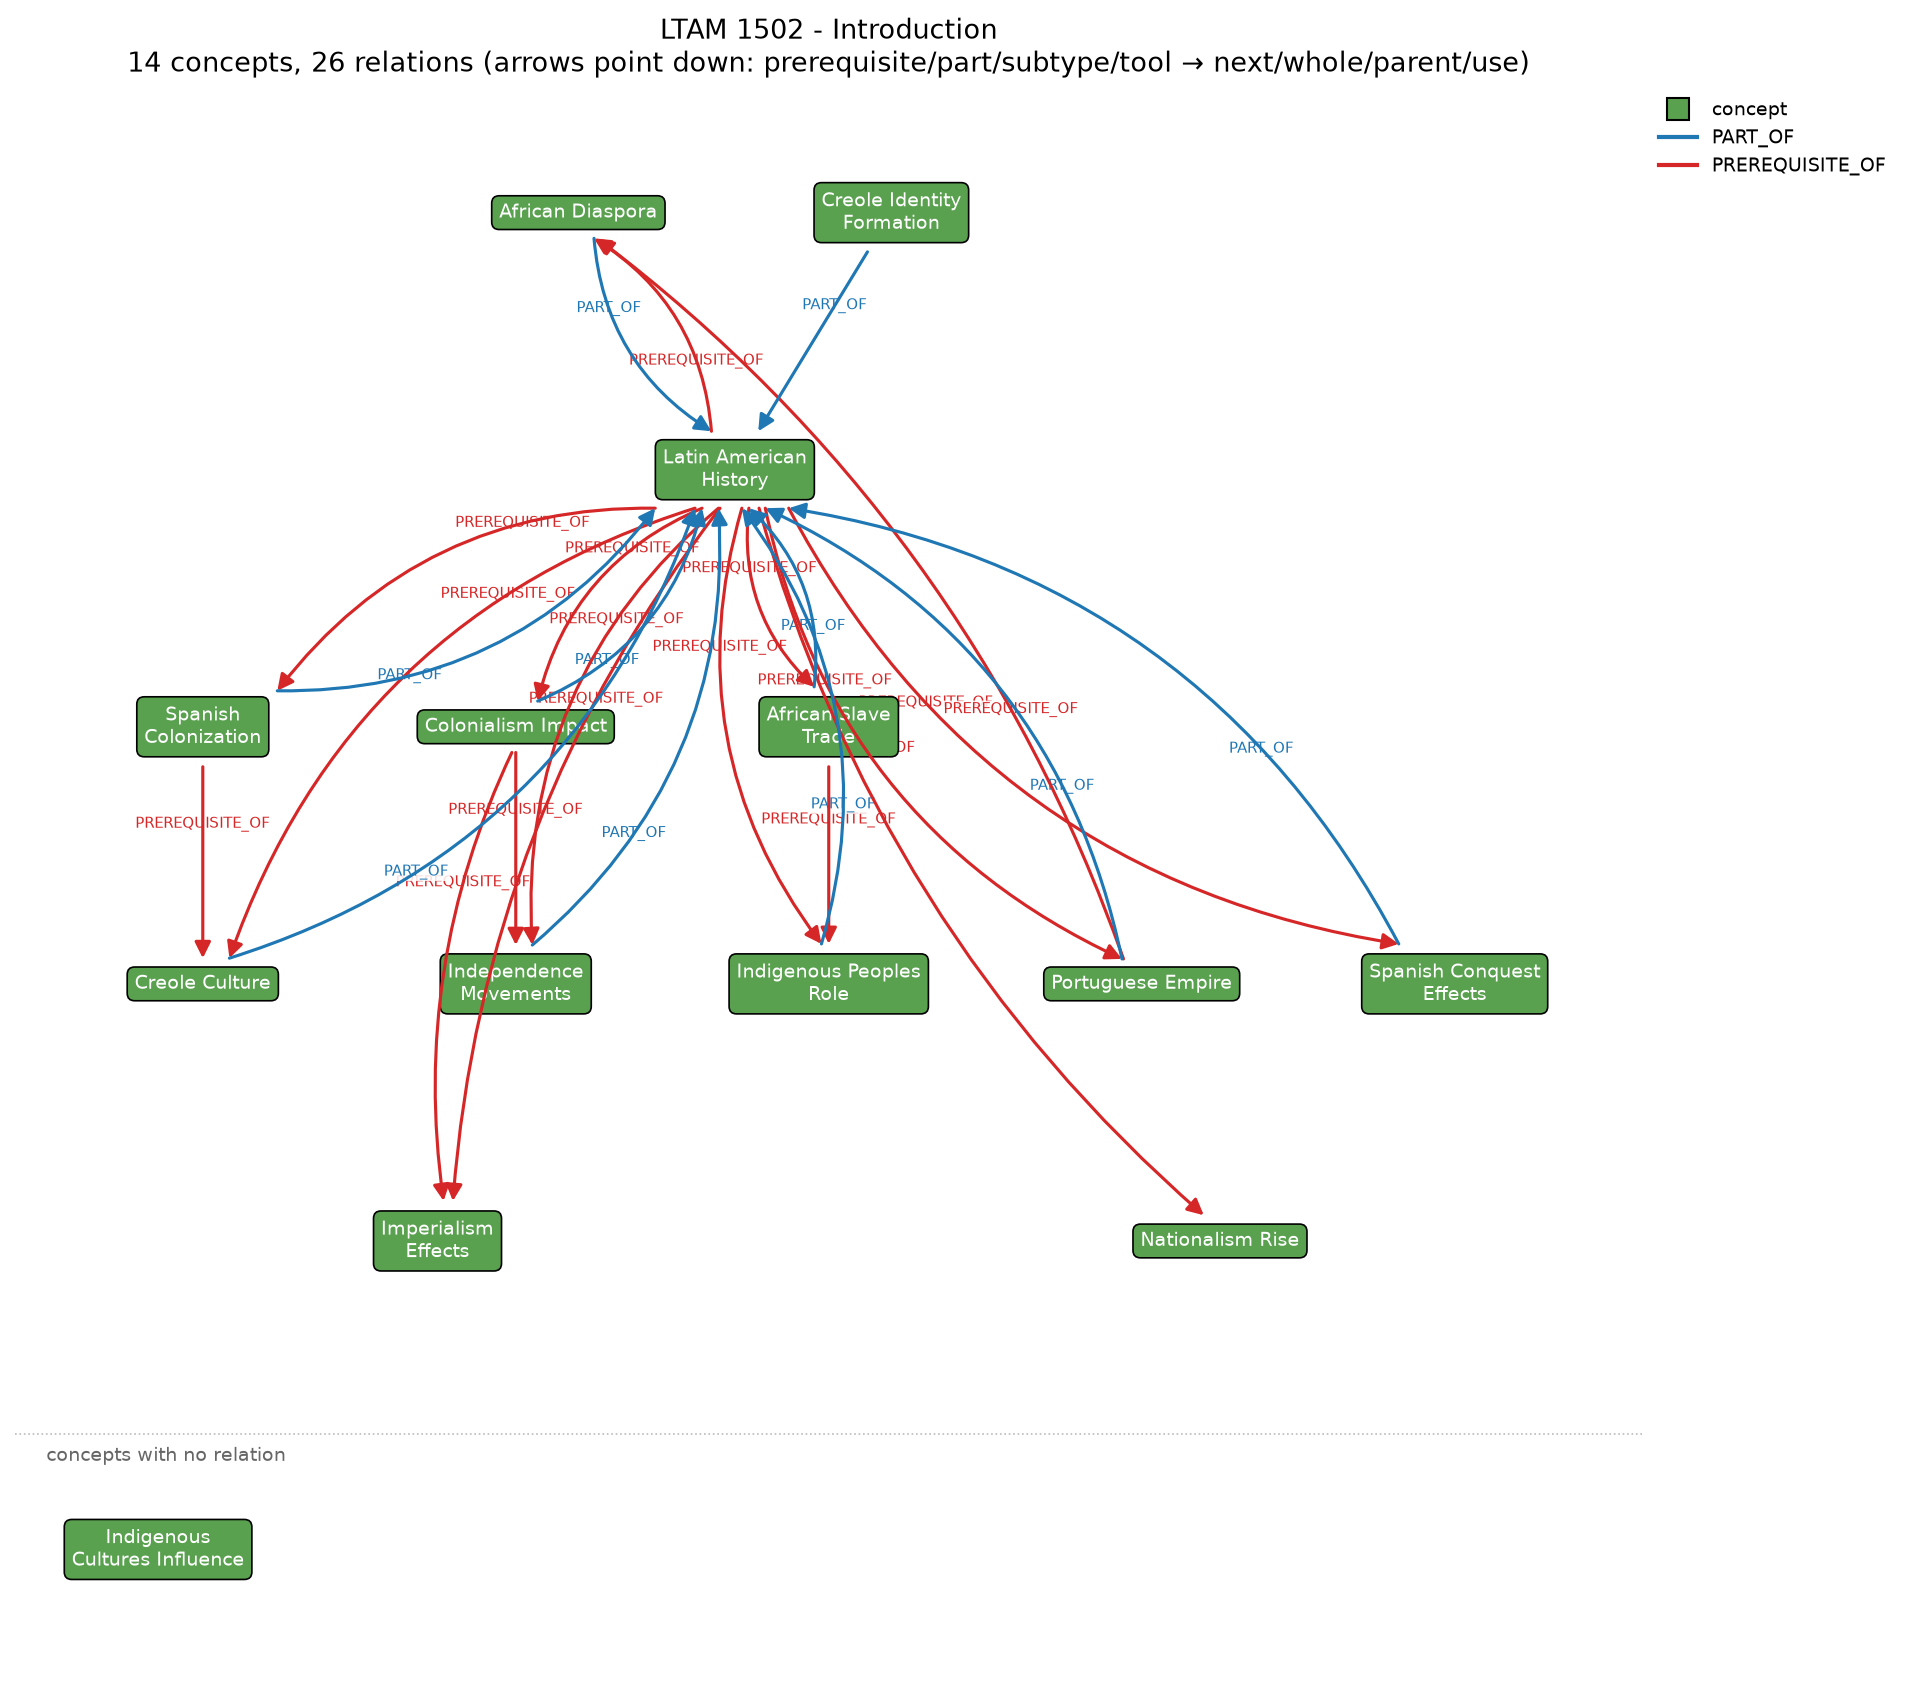 LTAM 1502 - Introduction
14 concepts, 26 relations (arrows point down: prerequisite/part/subtype/tool → next/whole/parent/use)
concept
PART_OF
PREREQUISITE_OF
African Diaspora
Creole Identity
Formation
PART_OF
PART_OF
PREREQUISITE_OF
Latin American
History
PREREQUISITE_OF
PREREQUISITE_OF
PREREQUISITE_OF
PREREQUISITE_OF
PREREQUISITE_OF
PART_OF
PREREQUISITE_OF
PART_OF
PART_OF
PREREQUISITE_OF
PREREQUISITE_OF
PREREQUISITE_OF
Spanish
Colonization
Colonialism Impact
African Slave
Trade
OF
PART_OF
PART_OF
PART_OF
PREREQUISITE_OF
PREREQUISITE_OF
PREREQUISITE_OF
PART_OF
PART_OF
PREREQUISITE_OF
Creole Culture
Independence
Movements
Indigenous Peoples
Role
Portuguese Empire
Spanish Conquest
Effects
Imperialism
Effects
Nationalism Rise
concepts with no relation
Indigenous
Cultures Influence